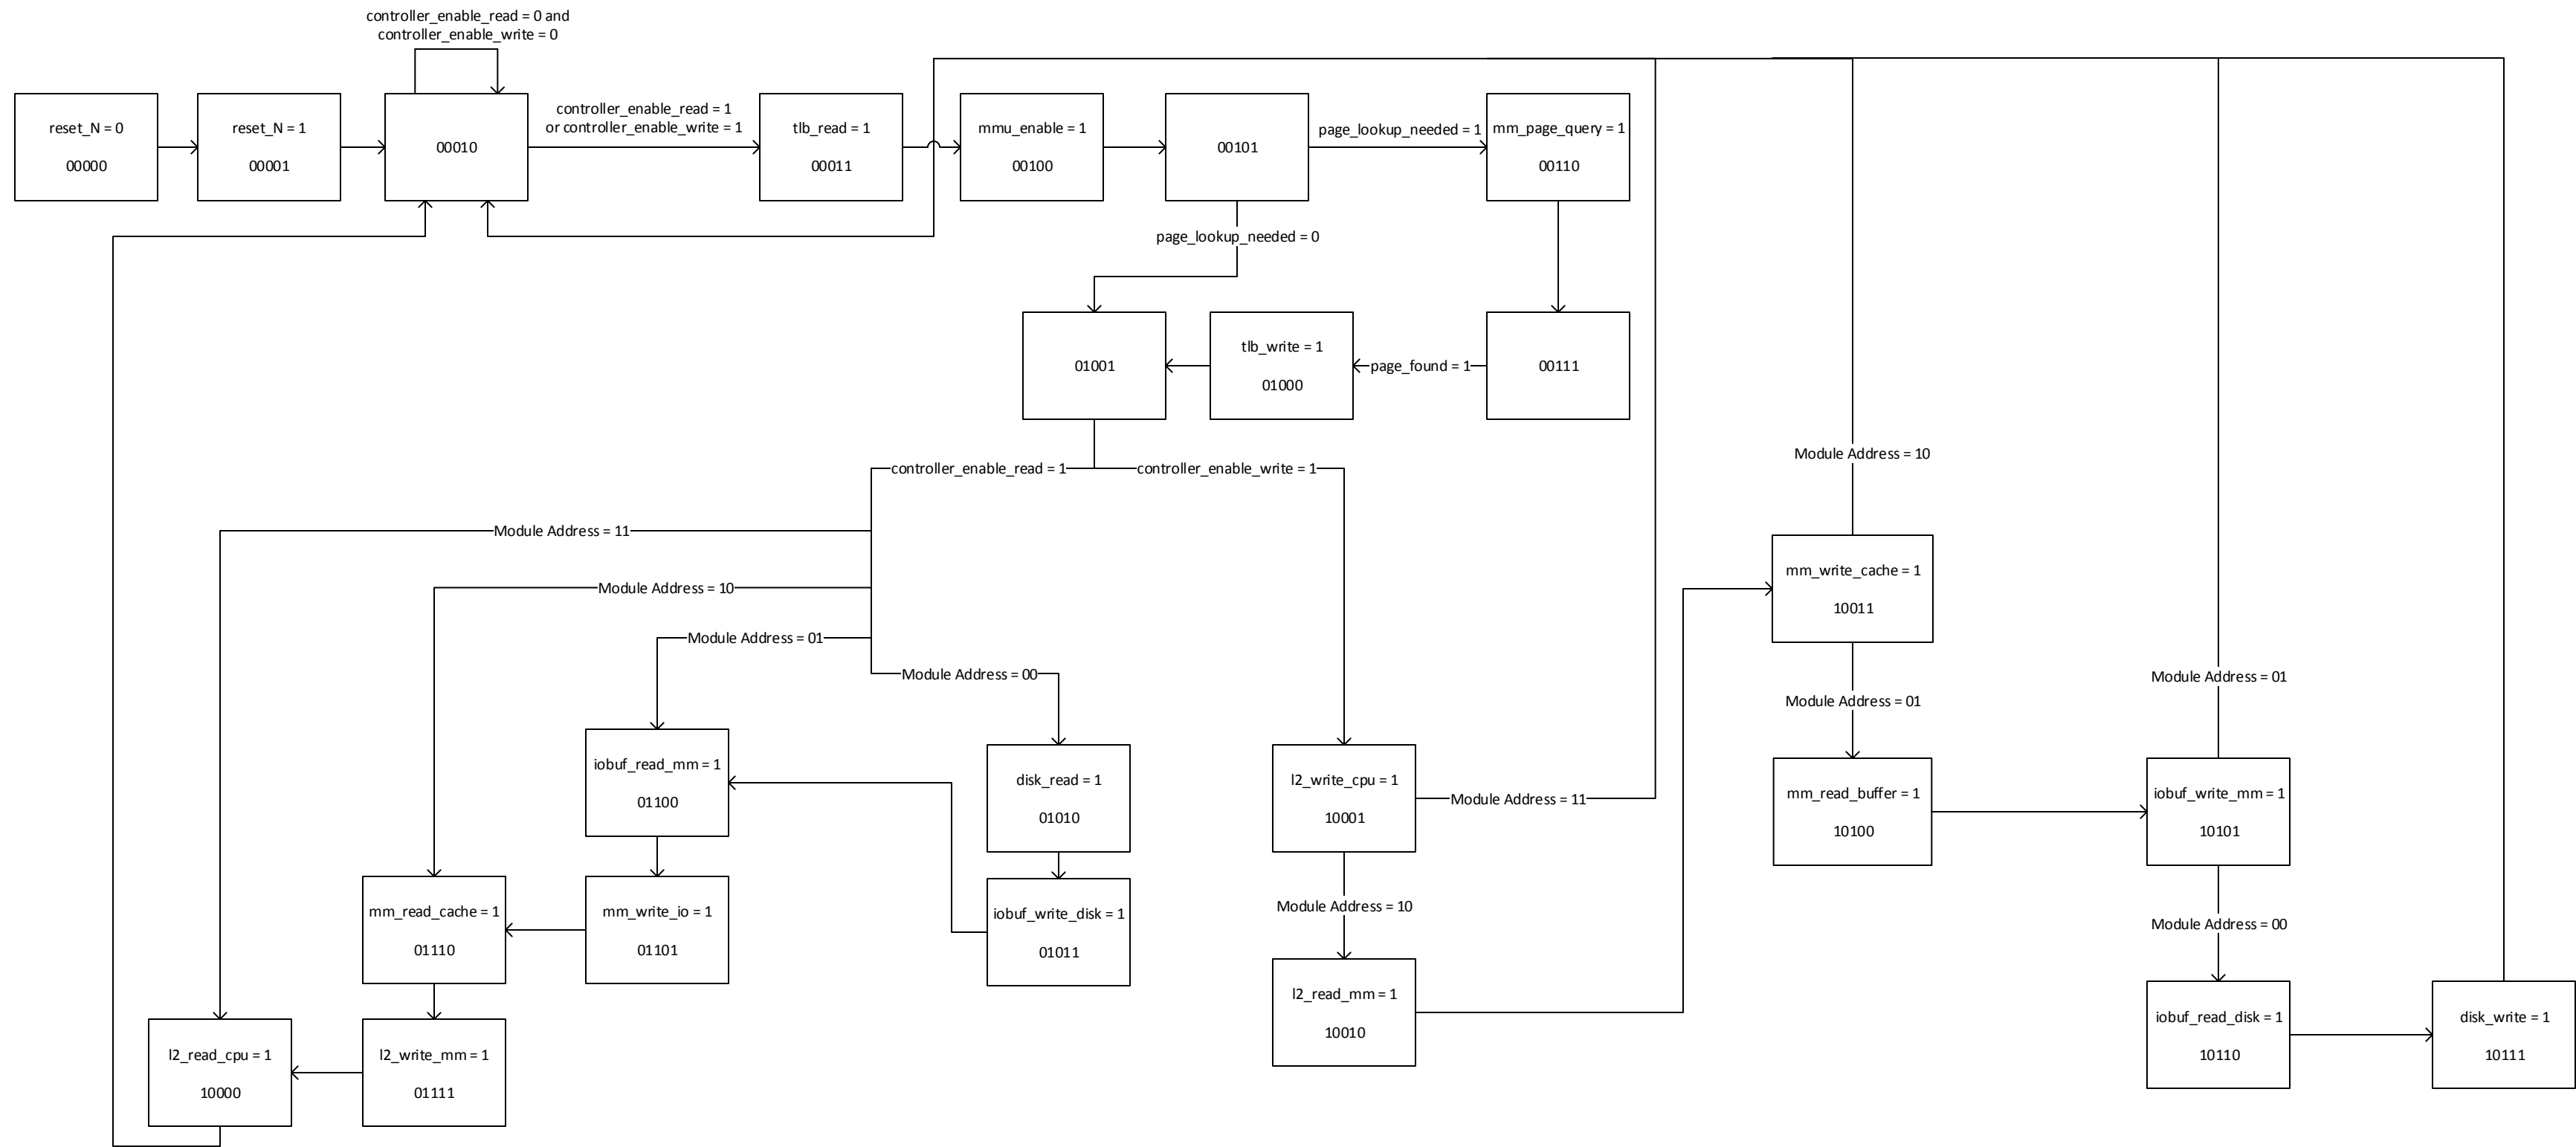 controller_enable_read = 0 and
controller_enable_write = 0
reset_N = 0
00000
reset_N = 1
00001
00010
controller_enable_read = 1
or controller_enable_write = 1
tlb_read = 1
00011
mmu_enable = 1
00100
00101
page_lookup_needed = 1
mm_page_query = 1
00110
page_lookup_needed = 0
01001
tlb_write = 1
01000
page_found = 1
00111
controller_enable_read = 1
controller_enable_write = 1
Module Address = 10
Module Address = 11
Module Address = 10
Module Address = 01
Module Address = 00
mm_write_cache = 1
10011
Module Address = 01
Module Address = 01
iobuf_read_mm = 1
01100
disk_read = 1
01010
l2_write_cpu = 1
10001
Module Address = 11
mm_read_buffer = 1
10100
iobuf_write_mm = 1
10101
mm_read_cache = 1
01110
mm_write_io = 1
01101
iobuf_write_disk = 1
01011
Module Address = 10
Module Address = 00
l2_read_cpu = 1
10000
l2_write_mm = 1
01111
l2_read_mm = 1
10010
iobuf_read_disk = 1
10110
disk_write = 1
10111